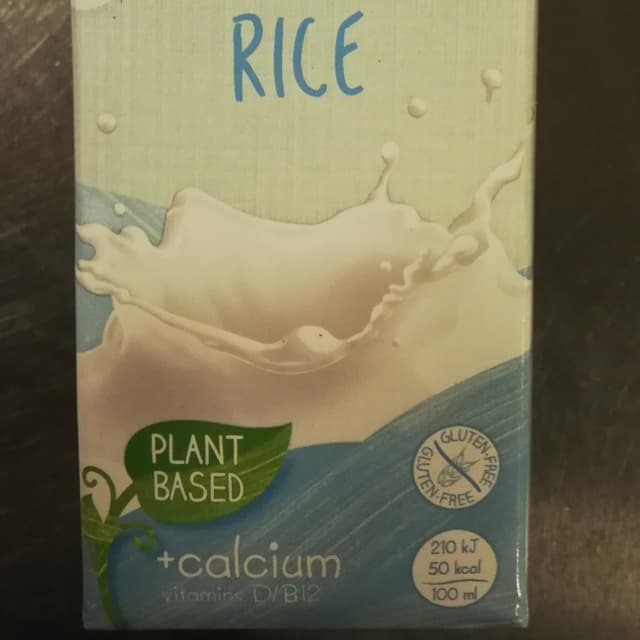 RICE
PLANT
BASED
GLUTEN-FREE
GLUTEN-FREE
+calcium
vitamins D/B12
210 kJ
50 kcal
100 ml